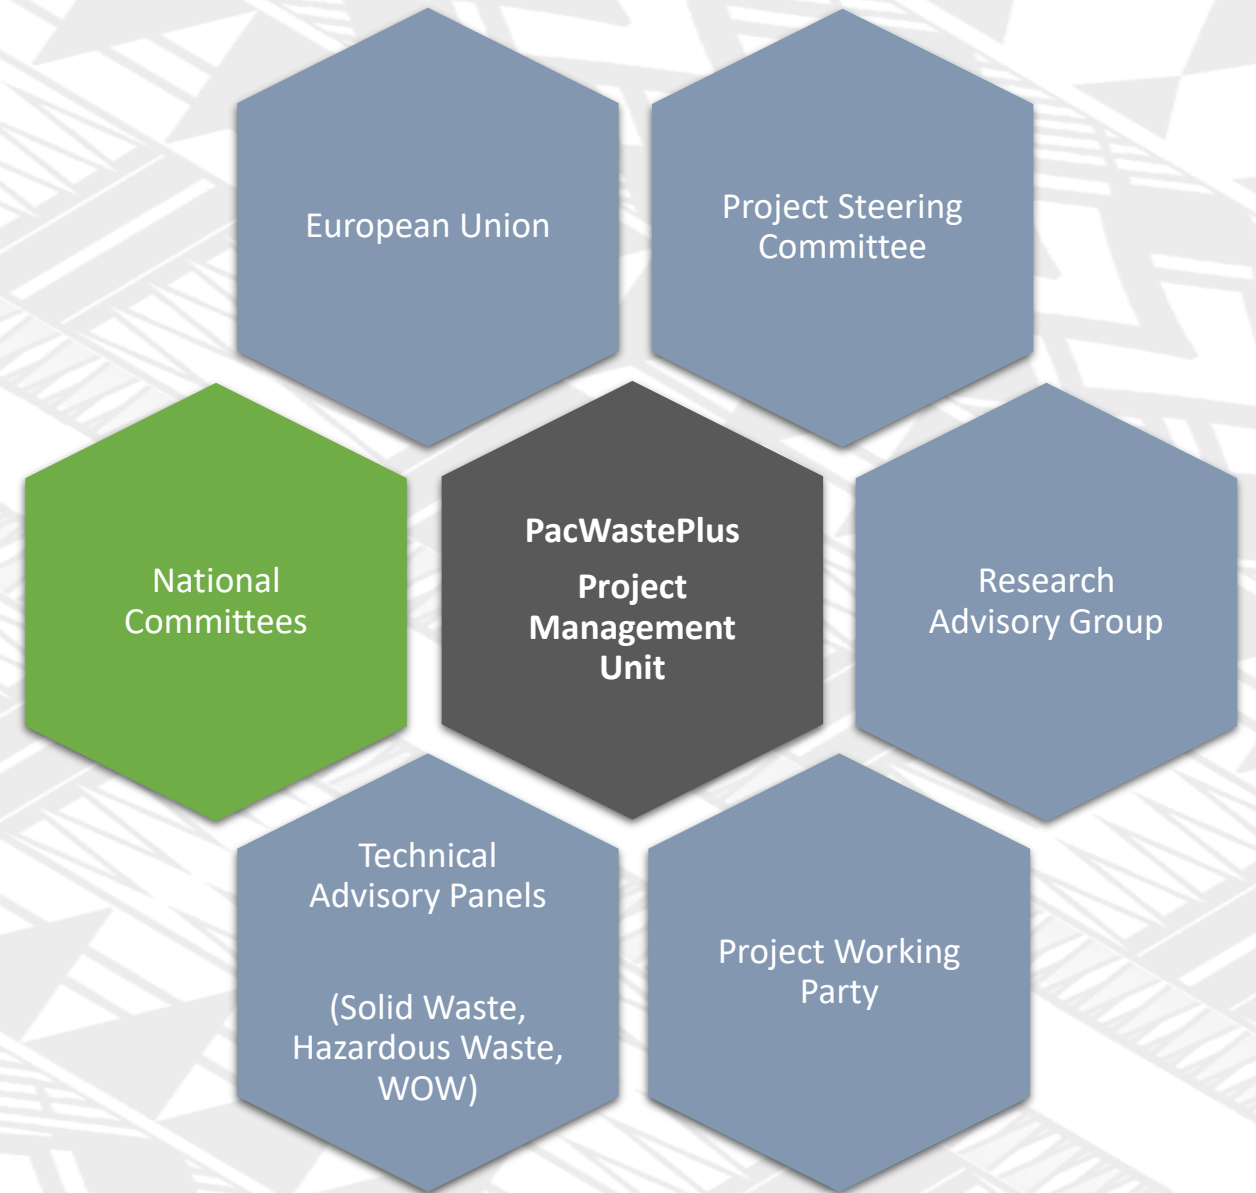 European Union
Project Steering
Committee
National
Committees
PacWastePlus
Project
Management
Unit
Research
Advisory Group
Technical
Advisory Panels
(Solid Waste,
Hazardous Waste,
WOW)
Project Working
Party